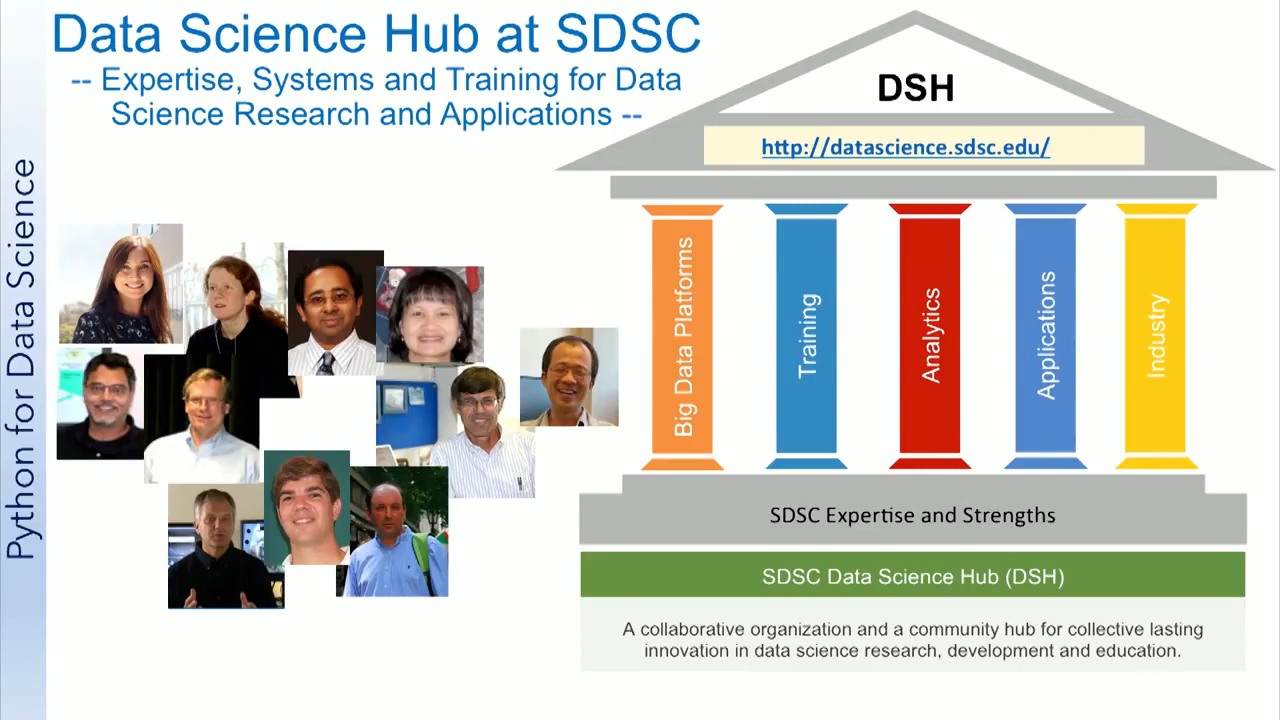 Data Science Hub at SDSC
-- Expertise, Systems and Training for Data
Science Research and Applications --
Python for Data Science
DSH
http://datascience.sdsc.edu/
Big Data Platforms
Training
Analytics
Applications
Industry
SDSC Expertise and Strengths
SDSC Data Science Hub (DSH)
A collaborative organization and a community hub for collective lasting
innovation in data science research, development and education.